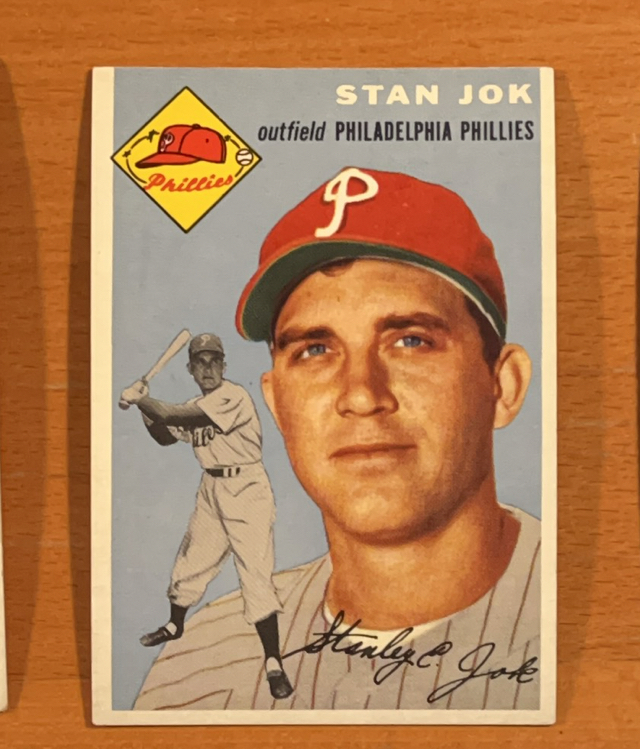 STAN JOK
outfield PHILADELPHIA PHILLIES
P
Phillies
P
P
Stanley C. Jok